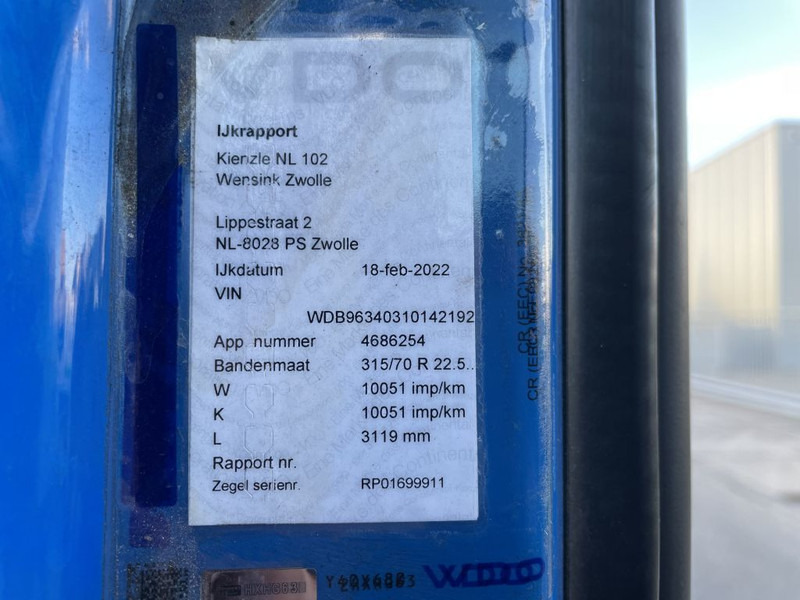 VDO
IJkrapport
Kienzle NL 102
Wensink Zwolle
Lippestraat 2
NL-8028 PS Zwolle
IJkdatum 18-feb-2022
VIN
WDB96340310142192
App nummer 4686254
Bandenmaat 315/70 R 22.5..
W 10051 imp/km
K 10051 imp/km
L 3119 mm
Rapport nr.
Zegel serienr. RP01699911